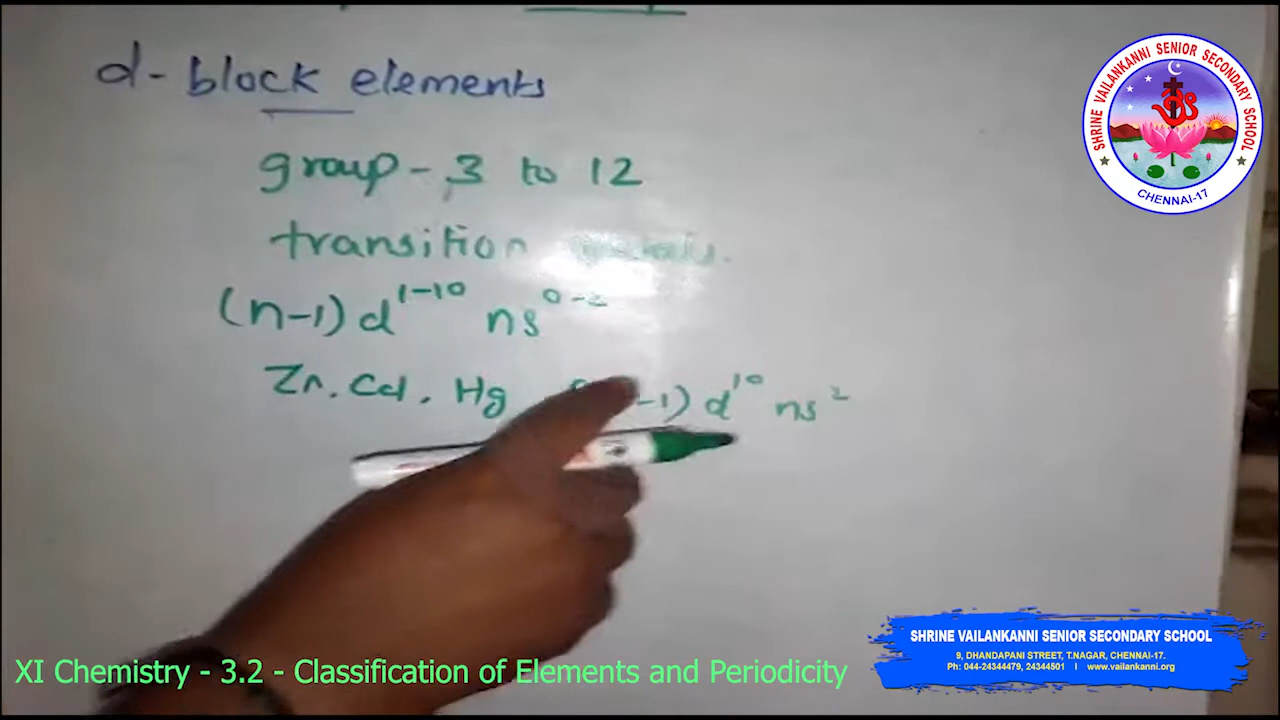 d- block elements
group - 3 to 12
transition
(n-1) d¹⁻¹⁰ ns⁰⁻²
Zn. Cd. Hg -1) d¹⁰ ns²
SHRINE VAILANKANNI SENIOR SECONDARY SCHOOL
CHENNAI-17
XI Chemistry - 3.2 - Classification of Elements and Periodicity
SHRINE VAILANKANNI SENIOR SECONDARY SCHOOL
9, DHANDAPANI STREET, T.NAGAR, CHENNAI-17.
Ph: 044-24344479, 24344501 I www.vailankanni.org